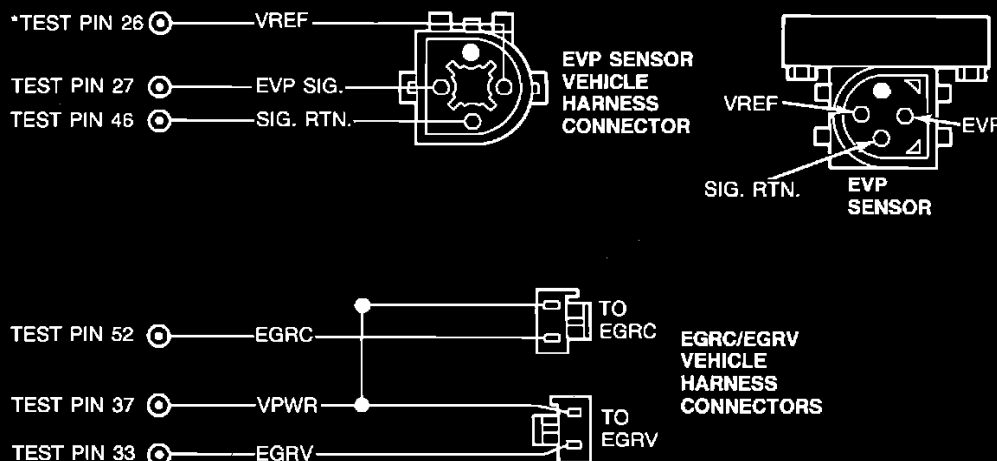 *TEST PIN 26 VREF
TEST PIN 27 EVP SIG.
TEST PIN 46 SIG. RTN.
EVP SENSOR
VEHICLE
HARNESS
CONNECTOR
VREF
EVP
SIG. RTN.
EVP
SENSOR
TEST PIN 52 EGRC
TO
EGRC
TEST PIN 37 VPWR
TEST PIN 33 EGRV
TO
EGRV
EGRC/EGRV
VEHICLE
HARNESS
CONNECTORS